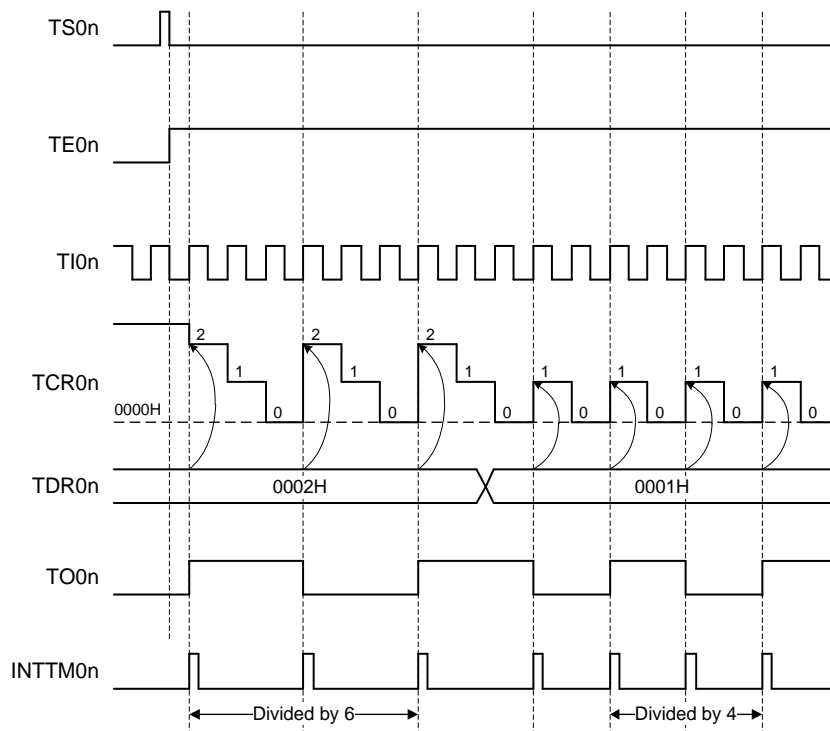 TS0n
TE0n
TI0n
TCR0n
2
1
0
2
1
0
2
1
0
1
0
1
0
1
0
1
0
0000H
TDR0n
0002H
0001H
TO0n
INTTM0n
Divided by 6
Divided by 4